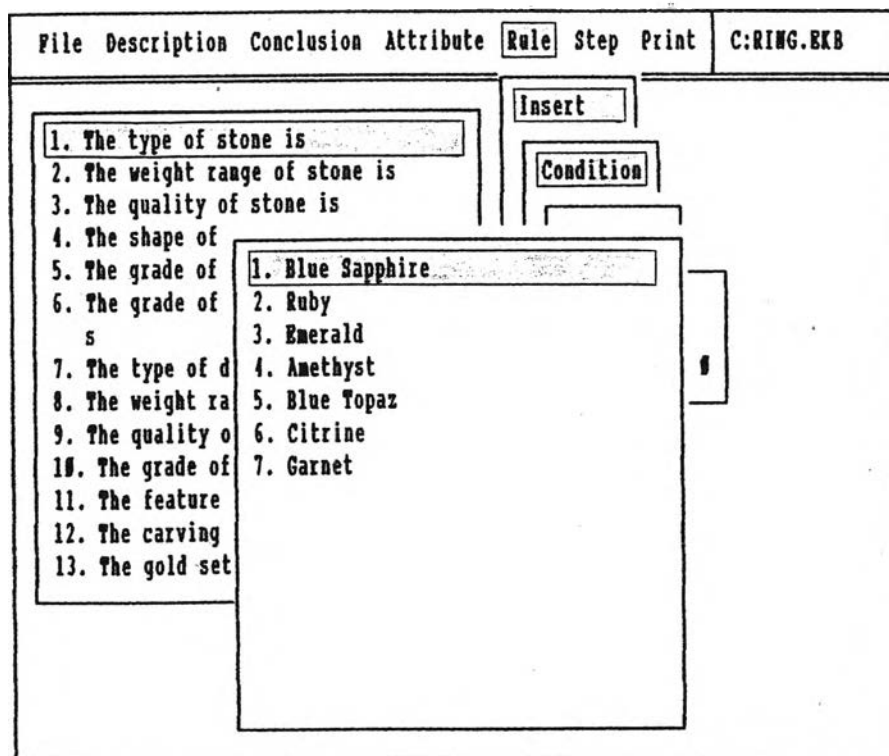 File Description Conclusion Attribute Rule Step Print C:RING.EKB
Insert
Condition
1. The type of stone is
2. The weight range of stone is
3. The quality of stone is
4. The shape of
5. The grade of
6. The grade of
s
7. The type of d
8. The weight ra
9. The quality o
10. The grade of
11. The feature
12. The carving
13. The gold set
1. Blue Sapphire
2. Ruby
3. Emerald
4. Amethyst
5. Blue Topaz
6. Citrine
7. Garnet
0